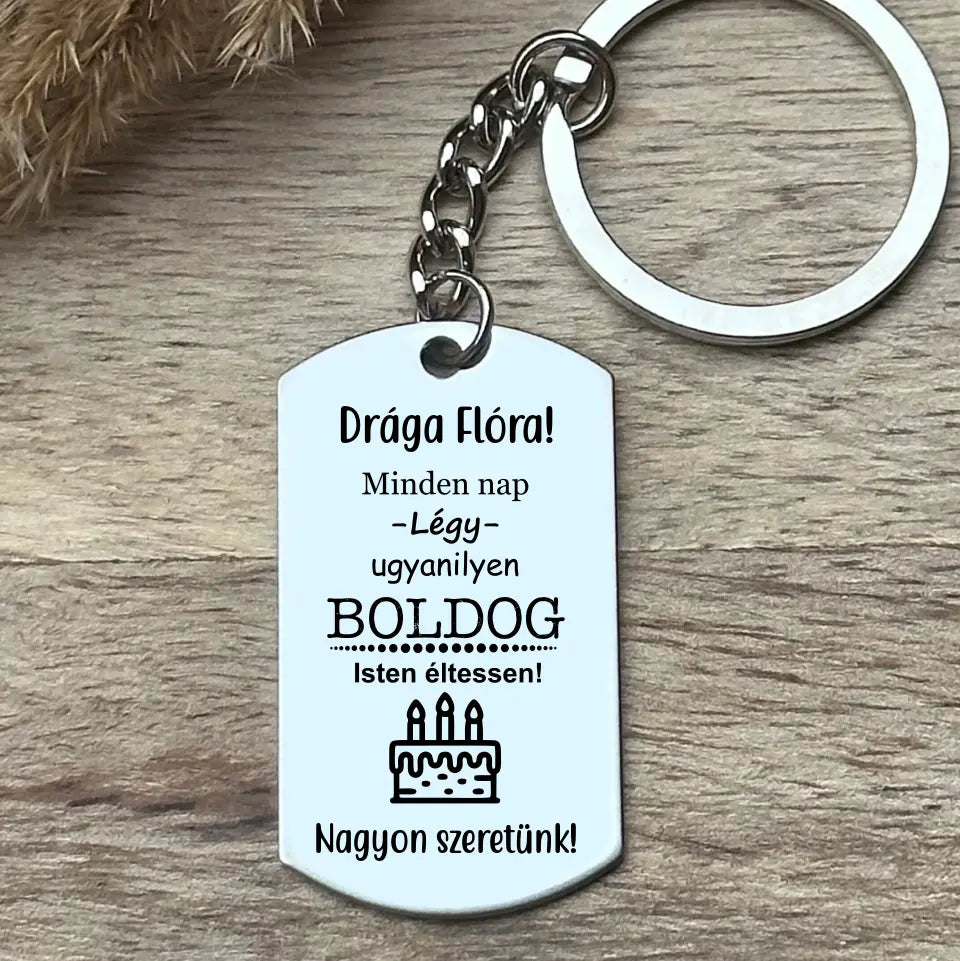 Drága Flóra!
Minden nap
-Légy-
ugyanilyen
BOLDOG
Isten éltessen!
Nagyon szeretünk!